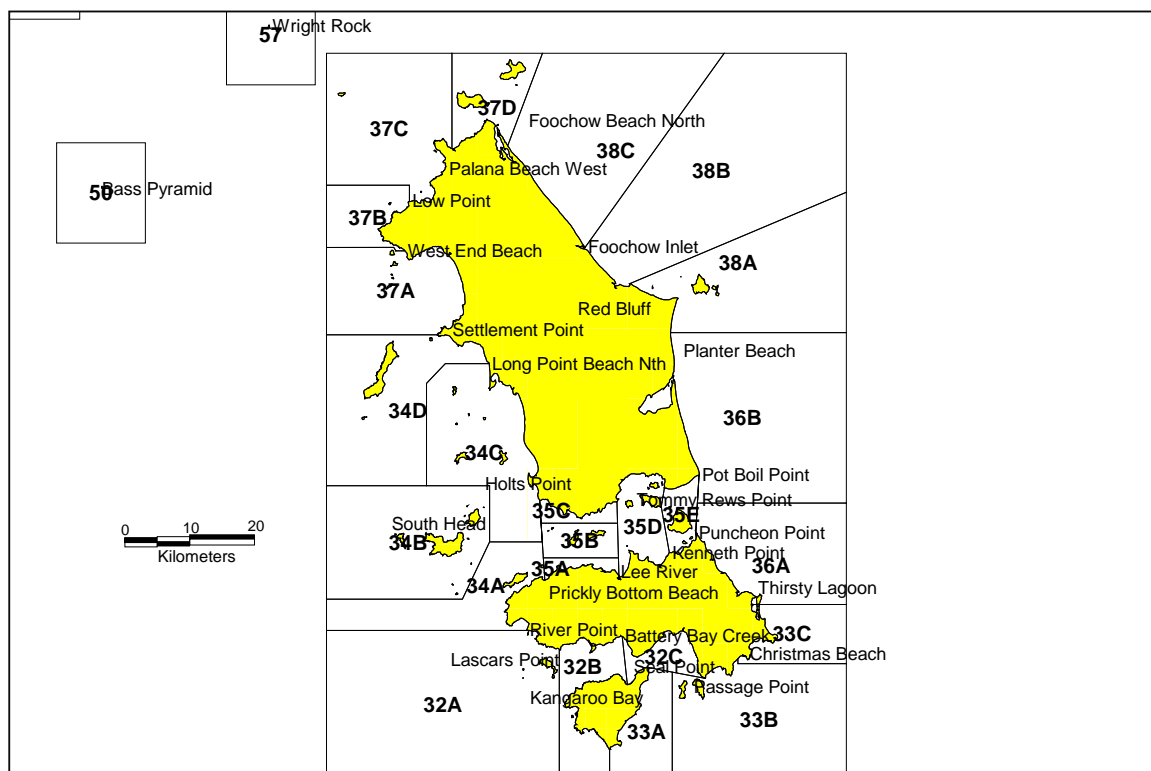 57
Wright Rock
37D
37C
Foochow Beach North
38C
Palana Beach West
38B
50
Bass Pyramid
Low Point
37B
West End Beach
Foochow Inlet
38A
37A
Red Bluff
Settlement Point
Planter Beach
Long Point Beach Nth
34D
36B
34C
Holts Point
Pot Boil Point
Tommy Rews Point
35C
35E
South Head
35D
0 10 20
Kilometers
34B
35B
Puncheon Point
Kenneth Point
35A
36A
Lee River
34A
Thirsty Lagoon
Prickly Bottom Beach
River Point
Battery Bay Creek
33C
Lascars Point
32B
32C
Christmas Beach
Seal Point
Kangaroo Bay
Passage Point
32A
33A
33B